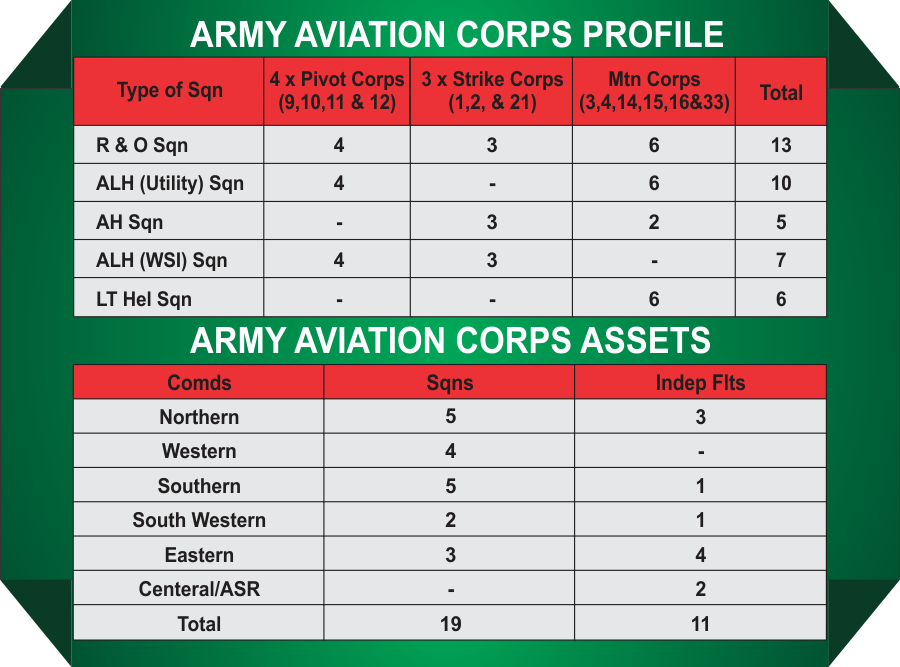 ARMY AVIATION CORPS PROFILE
Type of Sqn 4 x Pivot Corps (9,10,11 & 12) 3 x Strike Corps (1,2, & 21) Mtn Corps (3,4,14,15,16&33) Total
R & O Sqn 4 3 6 13
ALH (Utility) Sqn 4 - 6 10
AH Sqn - 3 2 5
ALH (WSI) Sqn 4 3 - 7
LT Hel Sqn - - 6 6
ARMY AVIATION CORPS ASSETS
Comds Sqns Indep Flts
Northern 5 3
Western 4 -
Southern 5 1
South Western 2 1
Eastern 3 4
Centeral/ASR - 2
Total 19 11